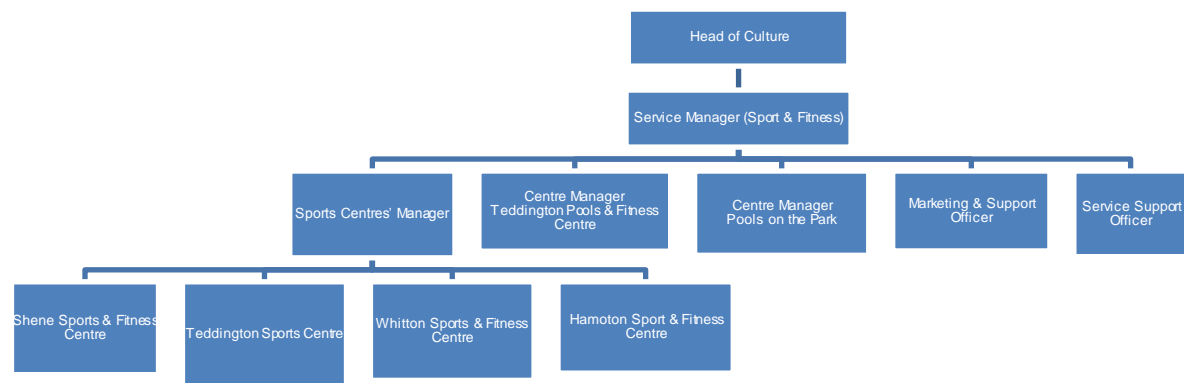 Head of Culture
Service Manager (Sport & Fitness)
Sports Centres' Manager
Centre Manager
Teddington Pools & Fitness
Centre
Centre Manager
Pools on the Park
Marketing & Support
Officer
Service Support
Officer
Shene Sports & Fitness
Centre
Teddington Sports Centre
Whitton Sports & Fitness
Centre
Hamoton Sport & Fitness
Centre